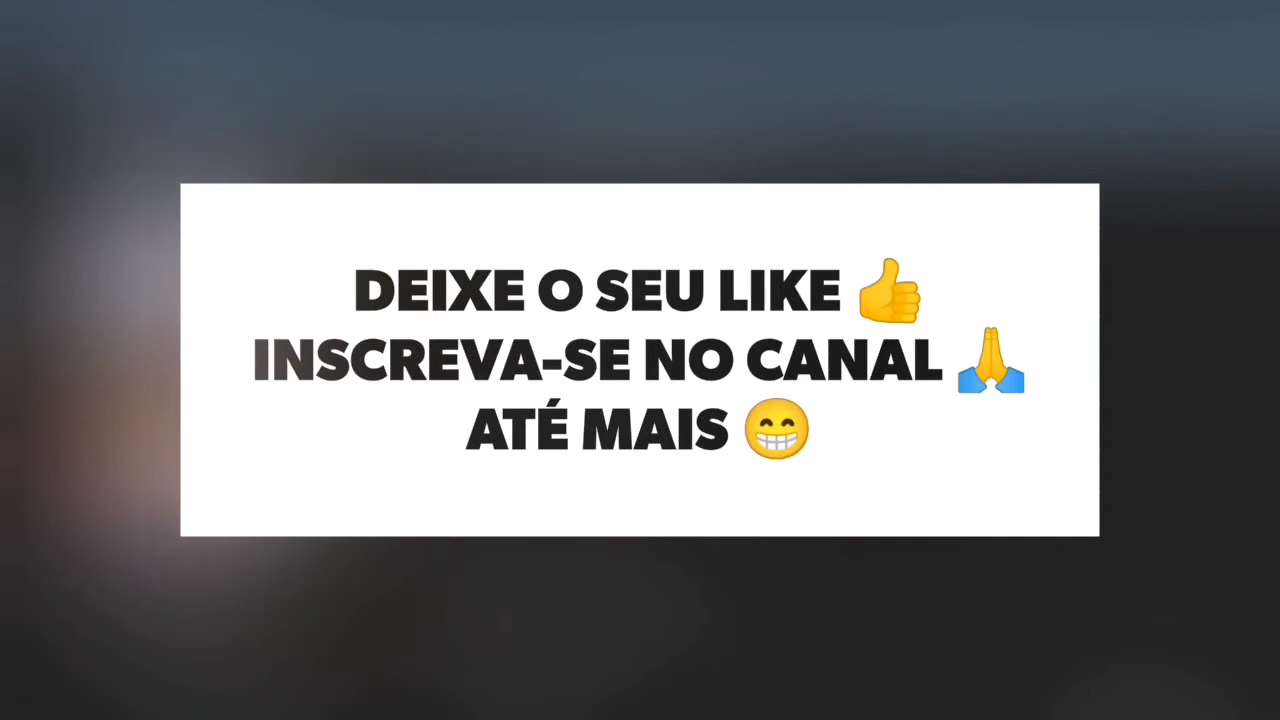 DEIXE O SEU LIKE 👍
INSCREVA-SE NO CANAL 🙏
ATÉ MAIS 😁